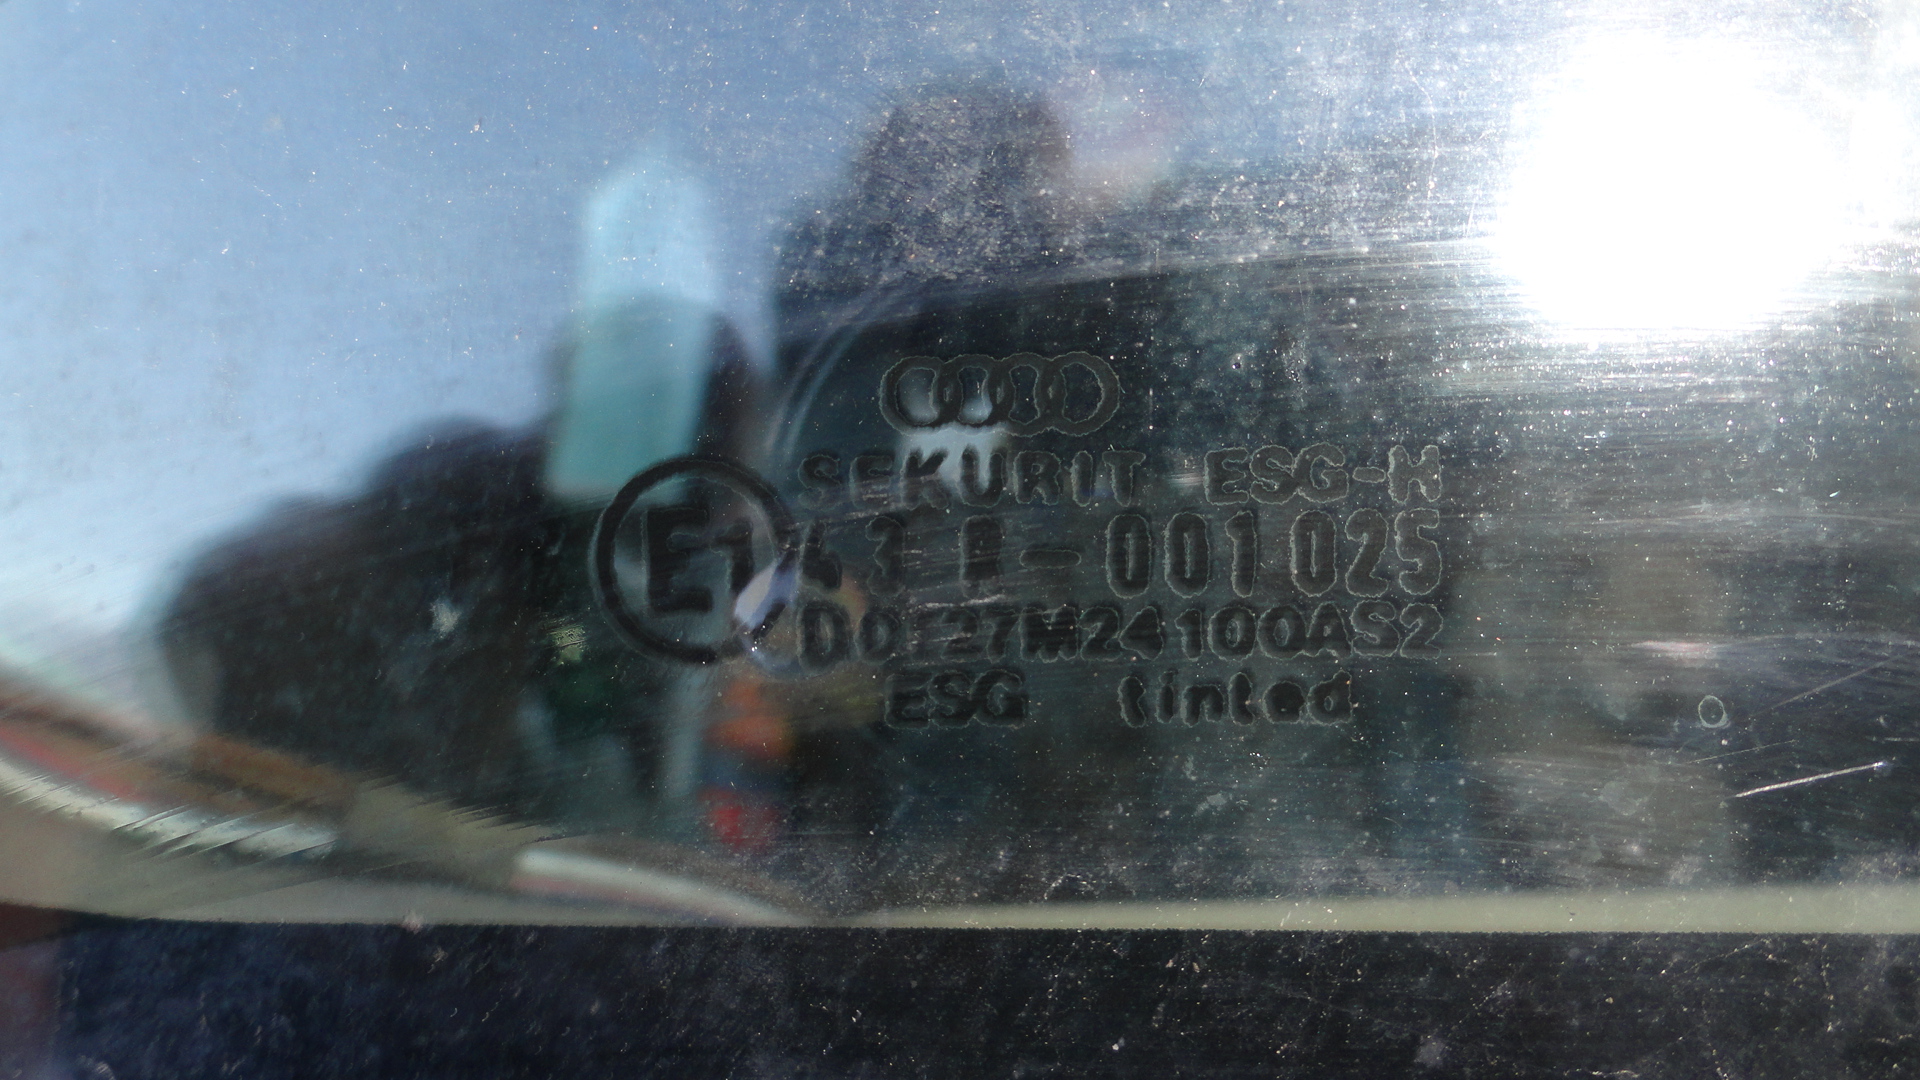 SEKURIT ESG-H
E1 43 R-001025
DOT27M24100AS2
ESG tinted